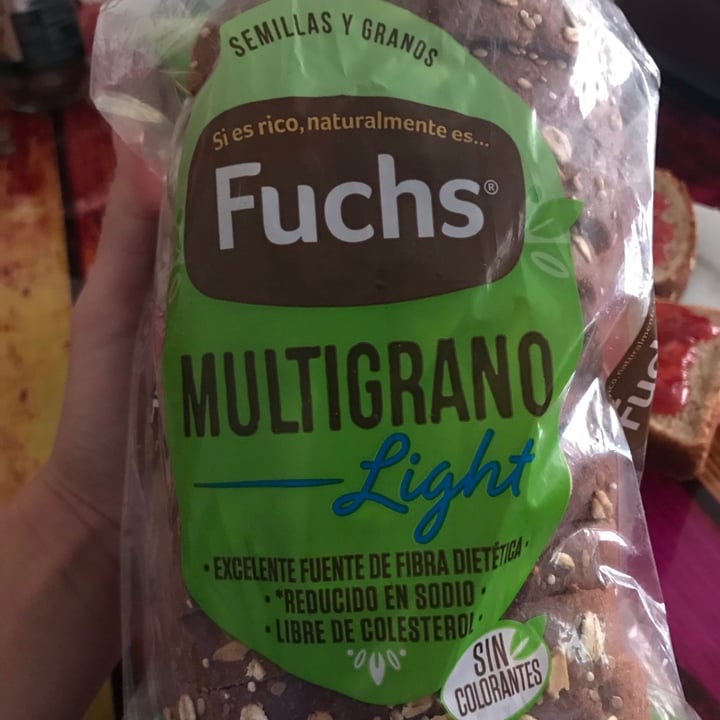 SEMILLAS Y GRANOS
Si es rico, naturalmente es...
Fuchs®
MULTIGRANO
Light
· EXCELENTE FUENTE DE FIBRA DIETÉTICA ·
· *REDUCIDO EN SODIO ·
· LIBRE DE COLESTEROL ·
SIN
COLORANTES